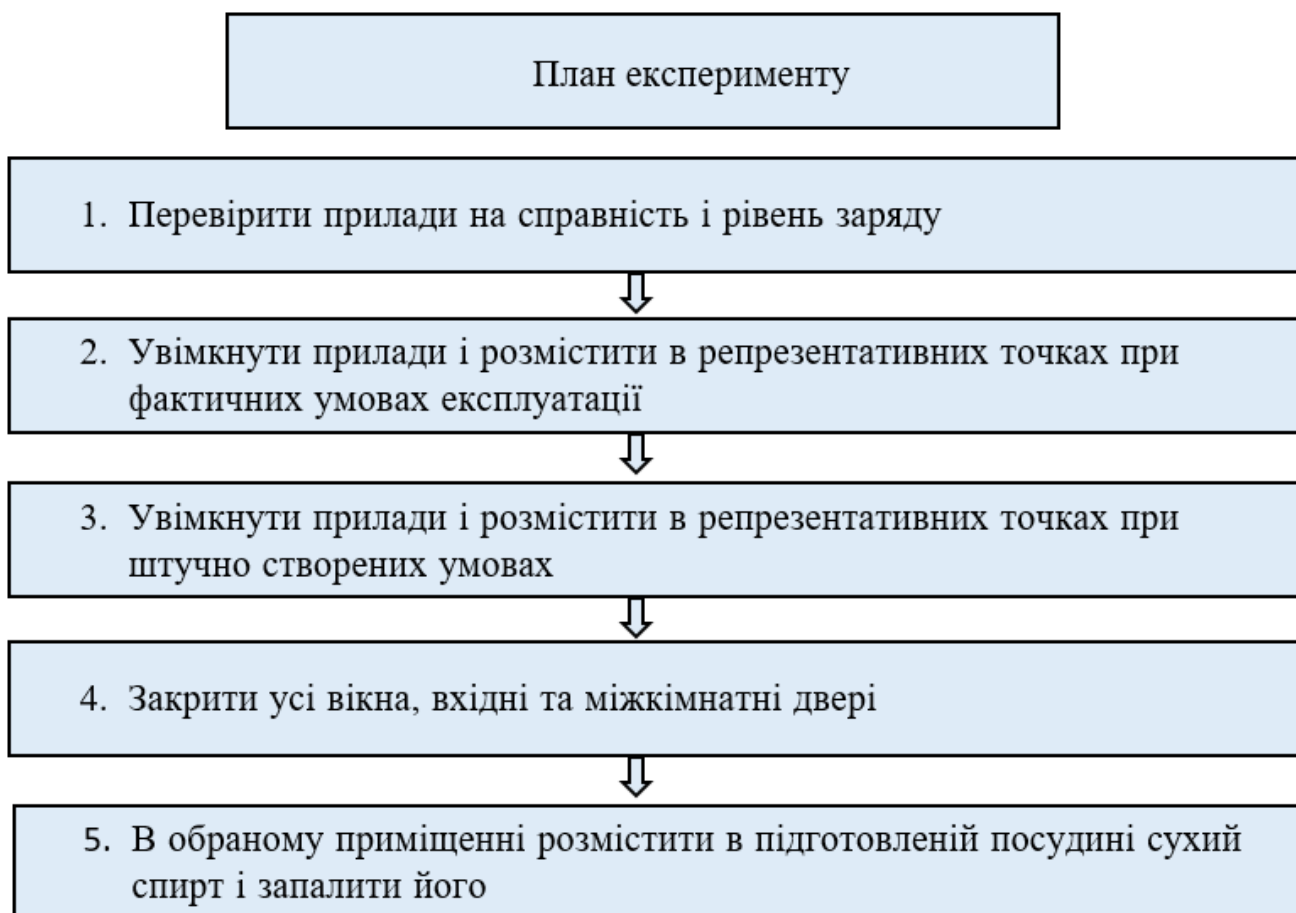 План експерименту
1. Перевірити прилади на справність і рівень заряду
2. Увімкнути прилади і розмістити в репрезентативних точках при
фактичних умовах експлуатації
3. Увімкнути прилади і розмістити в репрезентативних точках при
штучно створених умовах
4. Закрити усі вікна, вхідні та міжкімнатні двері
5. В обраному приміщенні розмістити в підготовленій посудині сухий
спирт і запалити його